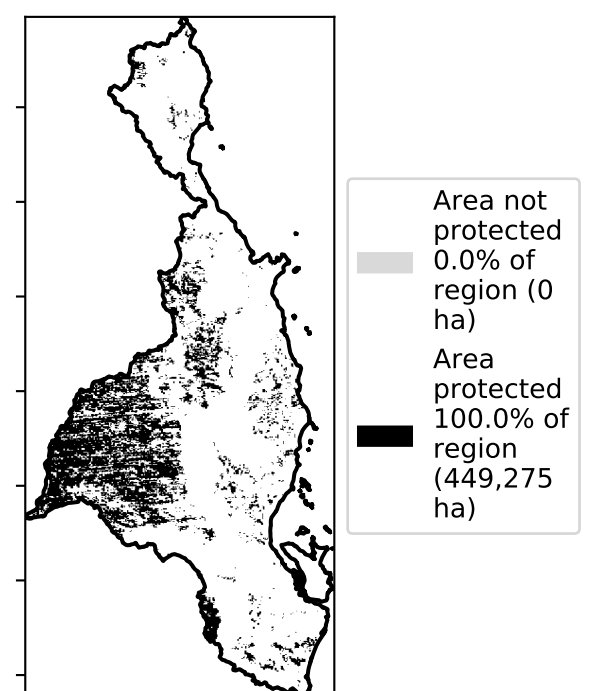 Area not
protected
0.0% of
region (0
ha)
Area
protected
100.0% of
region
(449,275
ha)